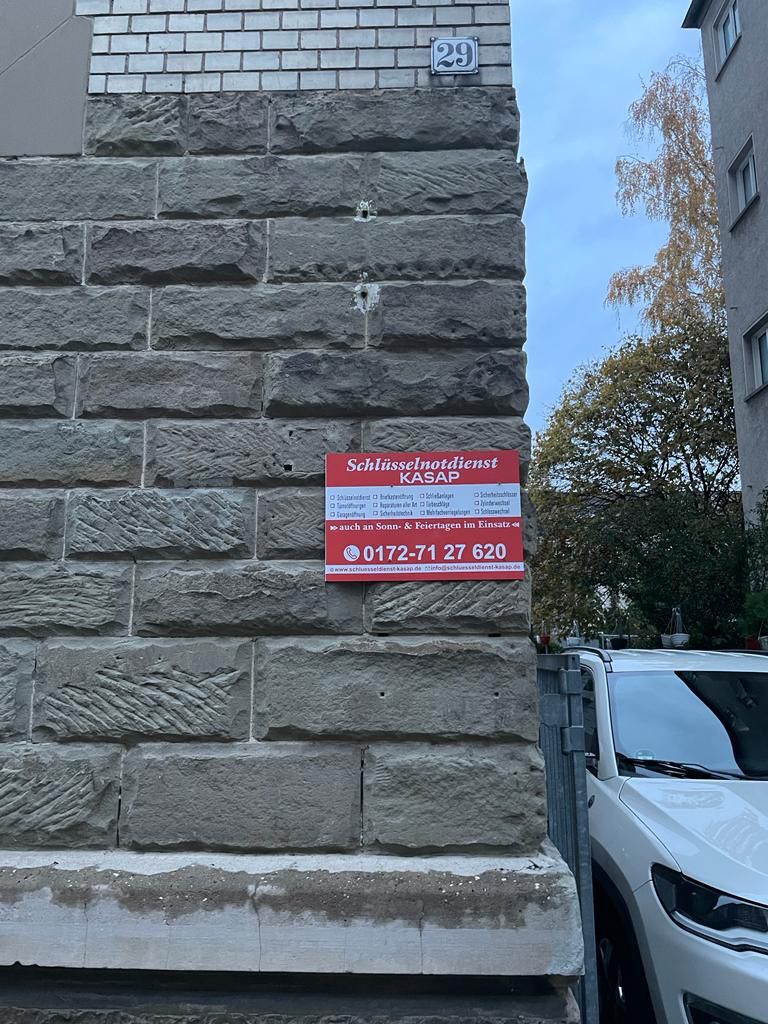 29
Schlüsselnotdienst
KASAP
Schlüsselnotdienst Briefkastenöffnung Schließanlagen Sicherheitsschlösser
Türnotöffnungen Reparaturen aller Art Türbeschläge Zylinderwechsel
Garagenöffnung Sicherheitstechnik Mehrfachverriegelungen Schlosswechsel
auch an Sonn- & Feiertagen im Einsatz
0172-71 27 620
www.schluesseldienst-kasap.de info@schluesseldienst-kasap.de